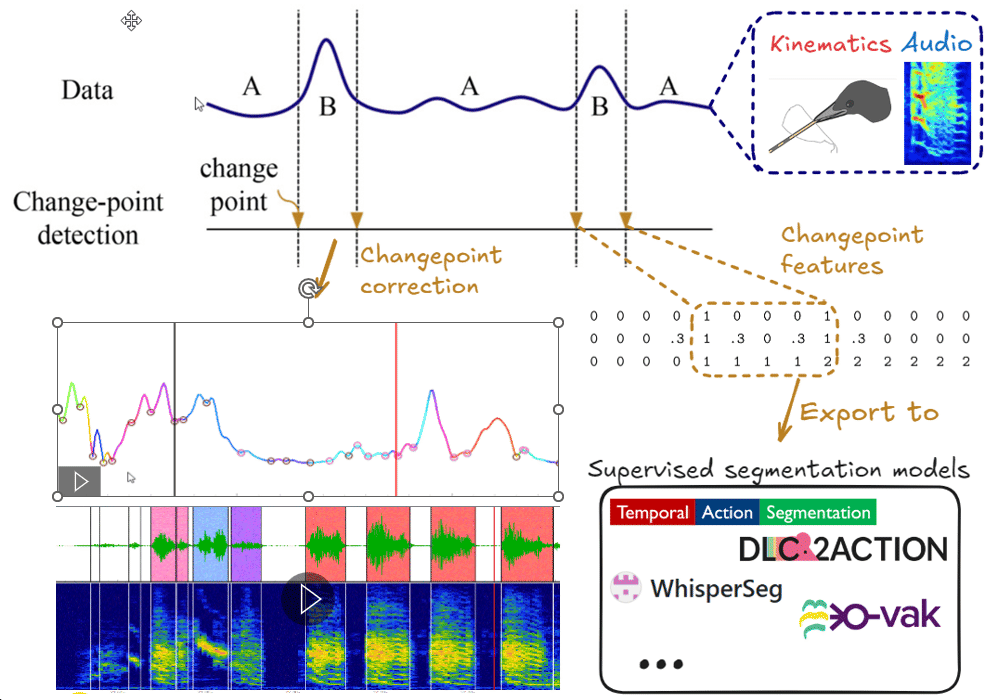 Kinematics Audio
Data
A
B
A
B
A
change
point
Change-point
detection
Changepoint
correction
Changepoint
features
0 0 0 0 1 0 0 0 1 0 0 0 0
0 0 0 .3 1 .3 0 .3 1 .3 0 0 0
0 0 0 0 1 1 1 1 2 2 2 2 2
Export to
Supervised segmentation models
Temporal Action Segmentation
DLC2ACTION
WhisperSeg
vak
...